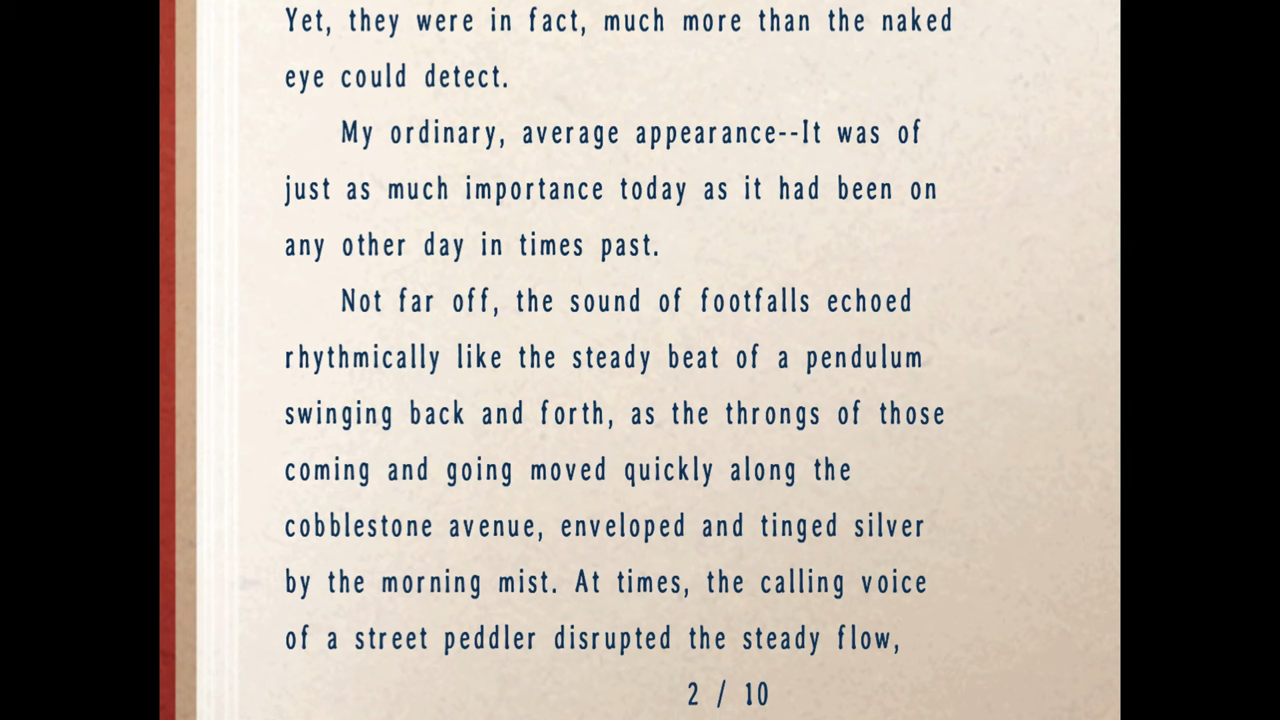 Yet, they were in fact, much more than the naked
eye could detect.
My ordinary, average appearance--It was of
just as much importance today as it had been on
any other day in times past.
Not far off, the sound of footfalls echoed
rhythmically like the steady beat of a pendulum
swinging back and forth, as the throngs of those
coming and going moved quickly along the
cobblestone avenue, enveloped and tinged silver
by the morning mist. At times, the calling voice
of a street peddler disrupted the steady flow,
2 / 10